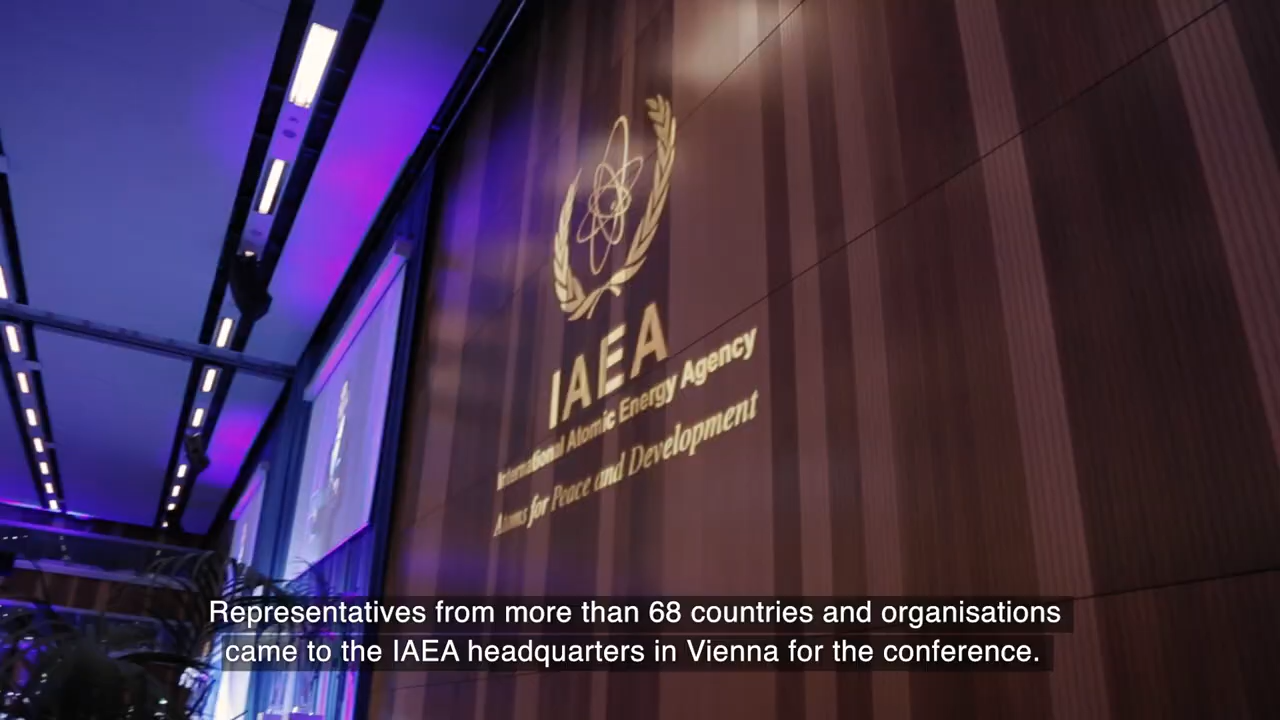 IAEA
International Atomic Energy Agency
Atoms for Peace and Development
Representatives from more than 68 countries and organisations
came to the IAEA headquarters in Vienna for the conference.